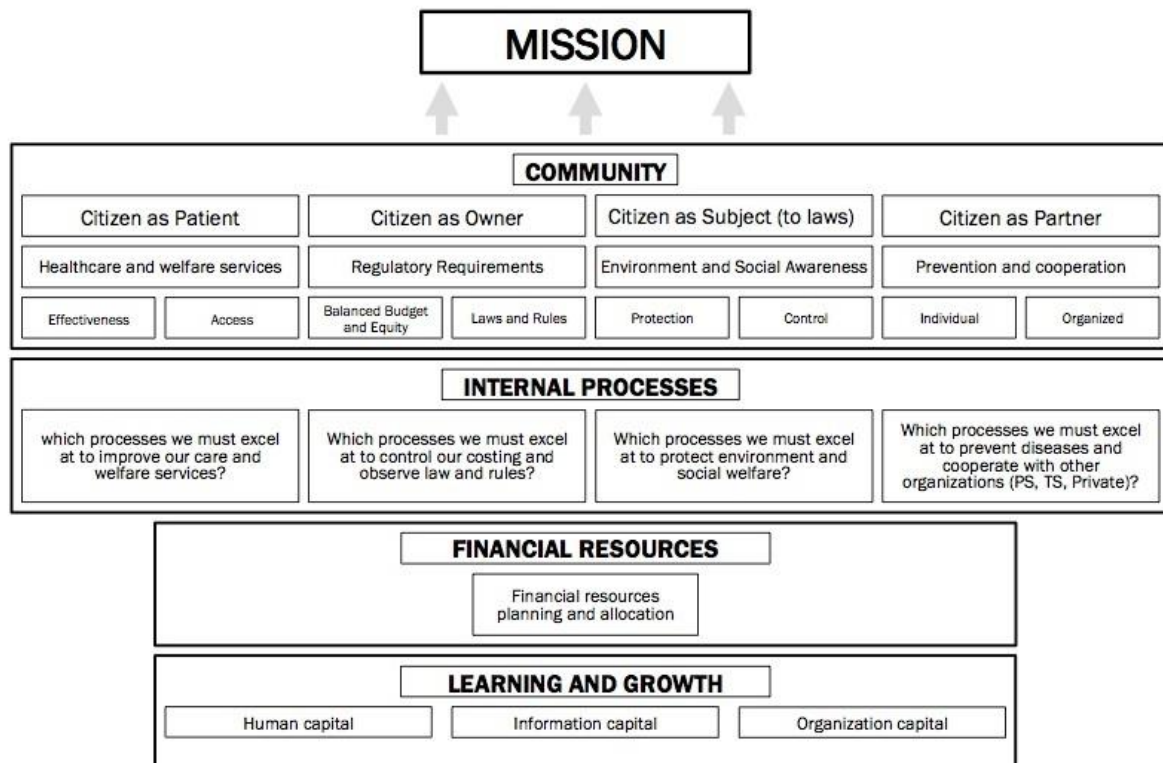 MISSION
COMMUNITY
Citizen as Patient
Citizen as Owner
Citizen as Subject (to laws)
Citizen as Partner
Healthcare and welfare services
Regulatory Requirements
Environment and Social Awareness
Prevention and cooperation
Effectiveness
Access
Balanced Budget
and Equity
Laws and Rules
Protection
Control
Individual
Organized
INTERNAL PROCESSES
which processes we must excel
at to improve our care and
welfare services?
Which processes we must excel
at to control our costing and
observe law and rules?
Which processes we must excel
at to protect environment and
social welfare?
Which processes we must excel
at to prevent diseases and
cooperate with other
organizations (PS, TS, Private)?
FINANCIAL RESOURCES
Financial resources
planning and allocation
LEARNING AND GROWTH
Human capital
Information capital
Organization capital